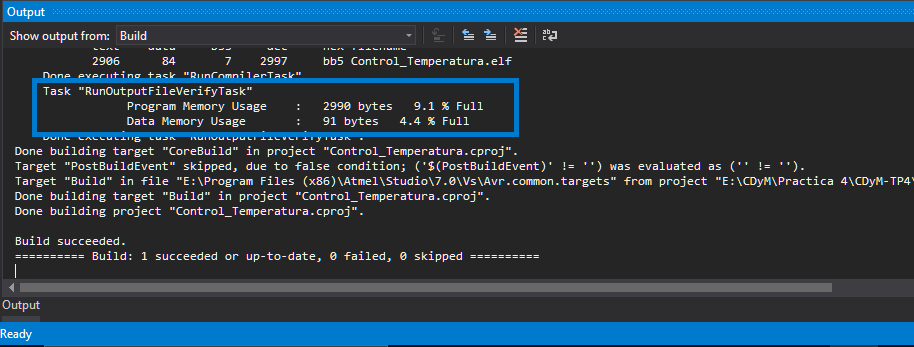 Output
Show output from: Build
text data bss dec hex filename
2906 84 7 2997 bb5 Control_Temperatura.elf
Done executing task "RunCompilerTask"
Task "RunOutputFileVerifyTask"
Program Memory Usage : 2990 bytes 9.1 % Full
Data Memory Usage : 91 bytes 4.4 % Full
Done executing task "RunOutputFileVerifyTask".
Done building target "CoreBuild" in project "Control_Temperatura.cproj".
Target "PostBuildEvent" skipped, due to false condition; ('$(PostBuildEvent)' != '') was evaluated as ('' != '').
Target "Build" in file "E:\Program Files (x86)\Atmel\Studio\7.0\Vs\Avr.common.targets" from project "E:\CDyM\Practica 4\CDyM-TP4\
Done building target "Build" in project "Control_Temperatura.cproj".
Done building project "Control_Temperatura.cproj".
Build succeeded.
========== Build: 1 succeeded or up-to-date, 0 failed, 0 skipped ==========
Output
Ready